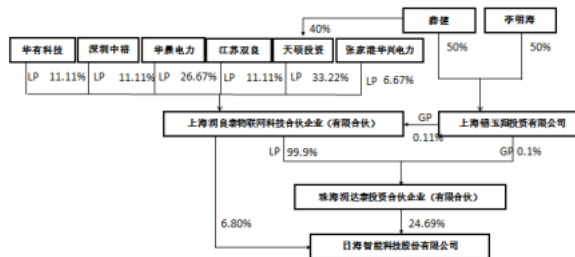 40%
薛健
李明海
华有科技
深圳中裕
华晨电力
江苏双良
天硕投资
张家港华兴电力
50%
50%
LP 11.11%
LP 11.11%
LP 26.67%
LP 11.11%
LP 33.22%
LP 6.67%
上海润良泰物联网科技合伙企业（有限合伙）
GP
0.11%
上海锦玉翔投资有限公司
LP 99.9%
GP 0.1%
珠海润达泰投资合伙企业（有限合伙）
6.80%
24.69%
日海智能科技股份有限公司